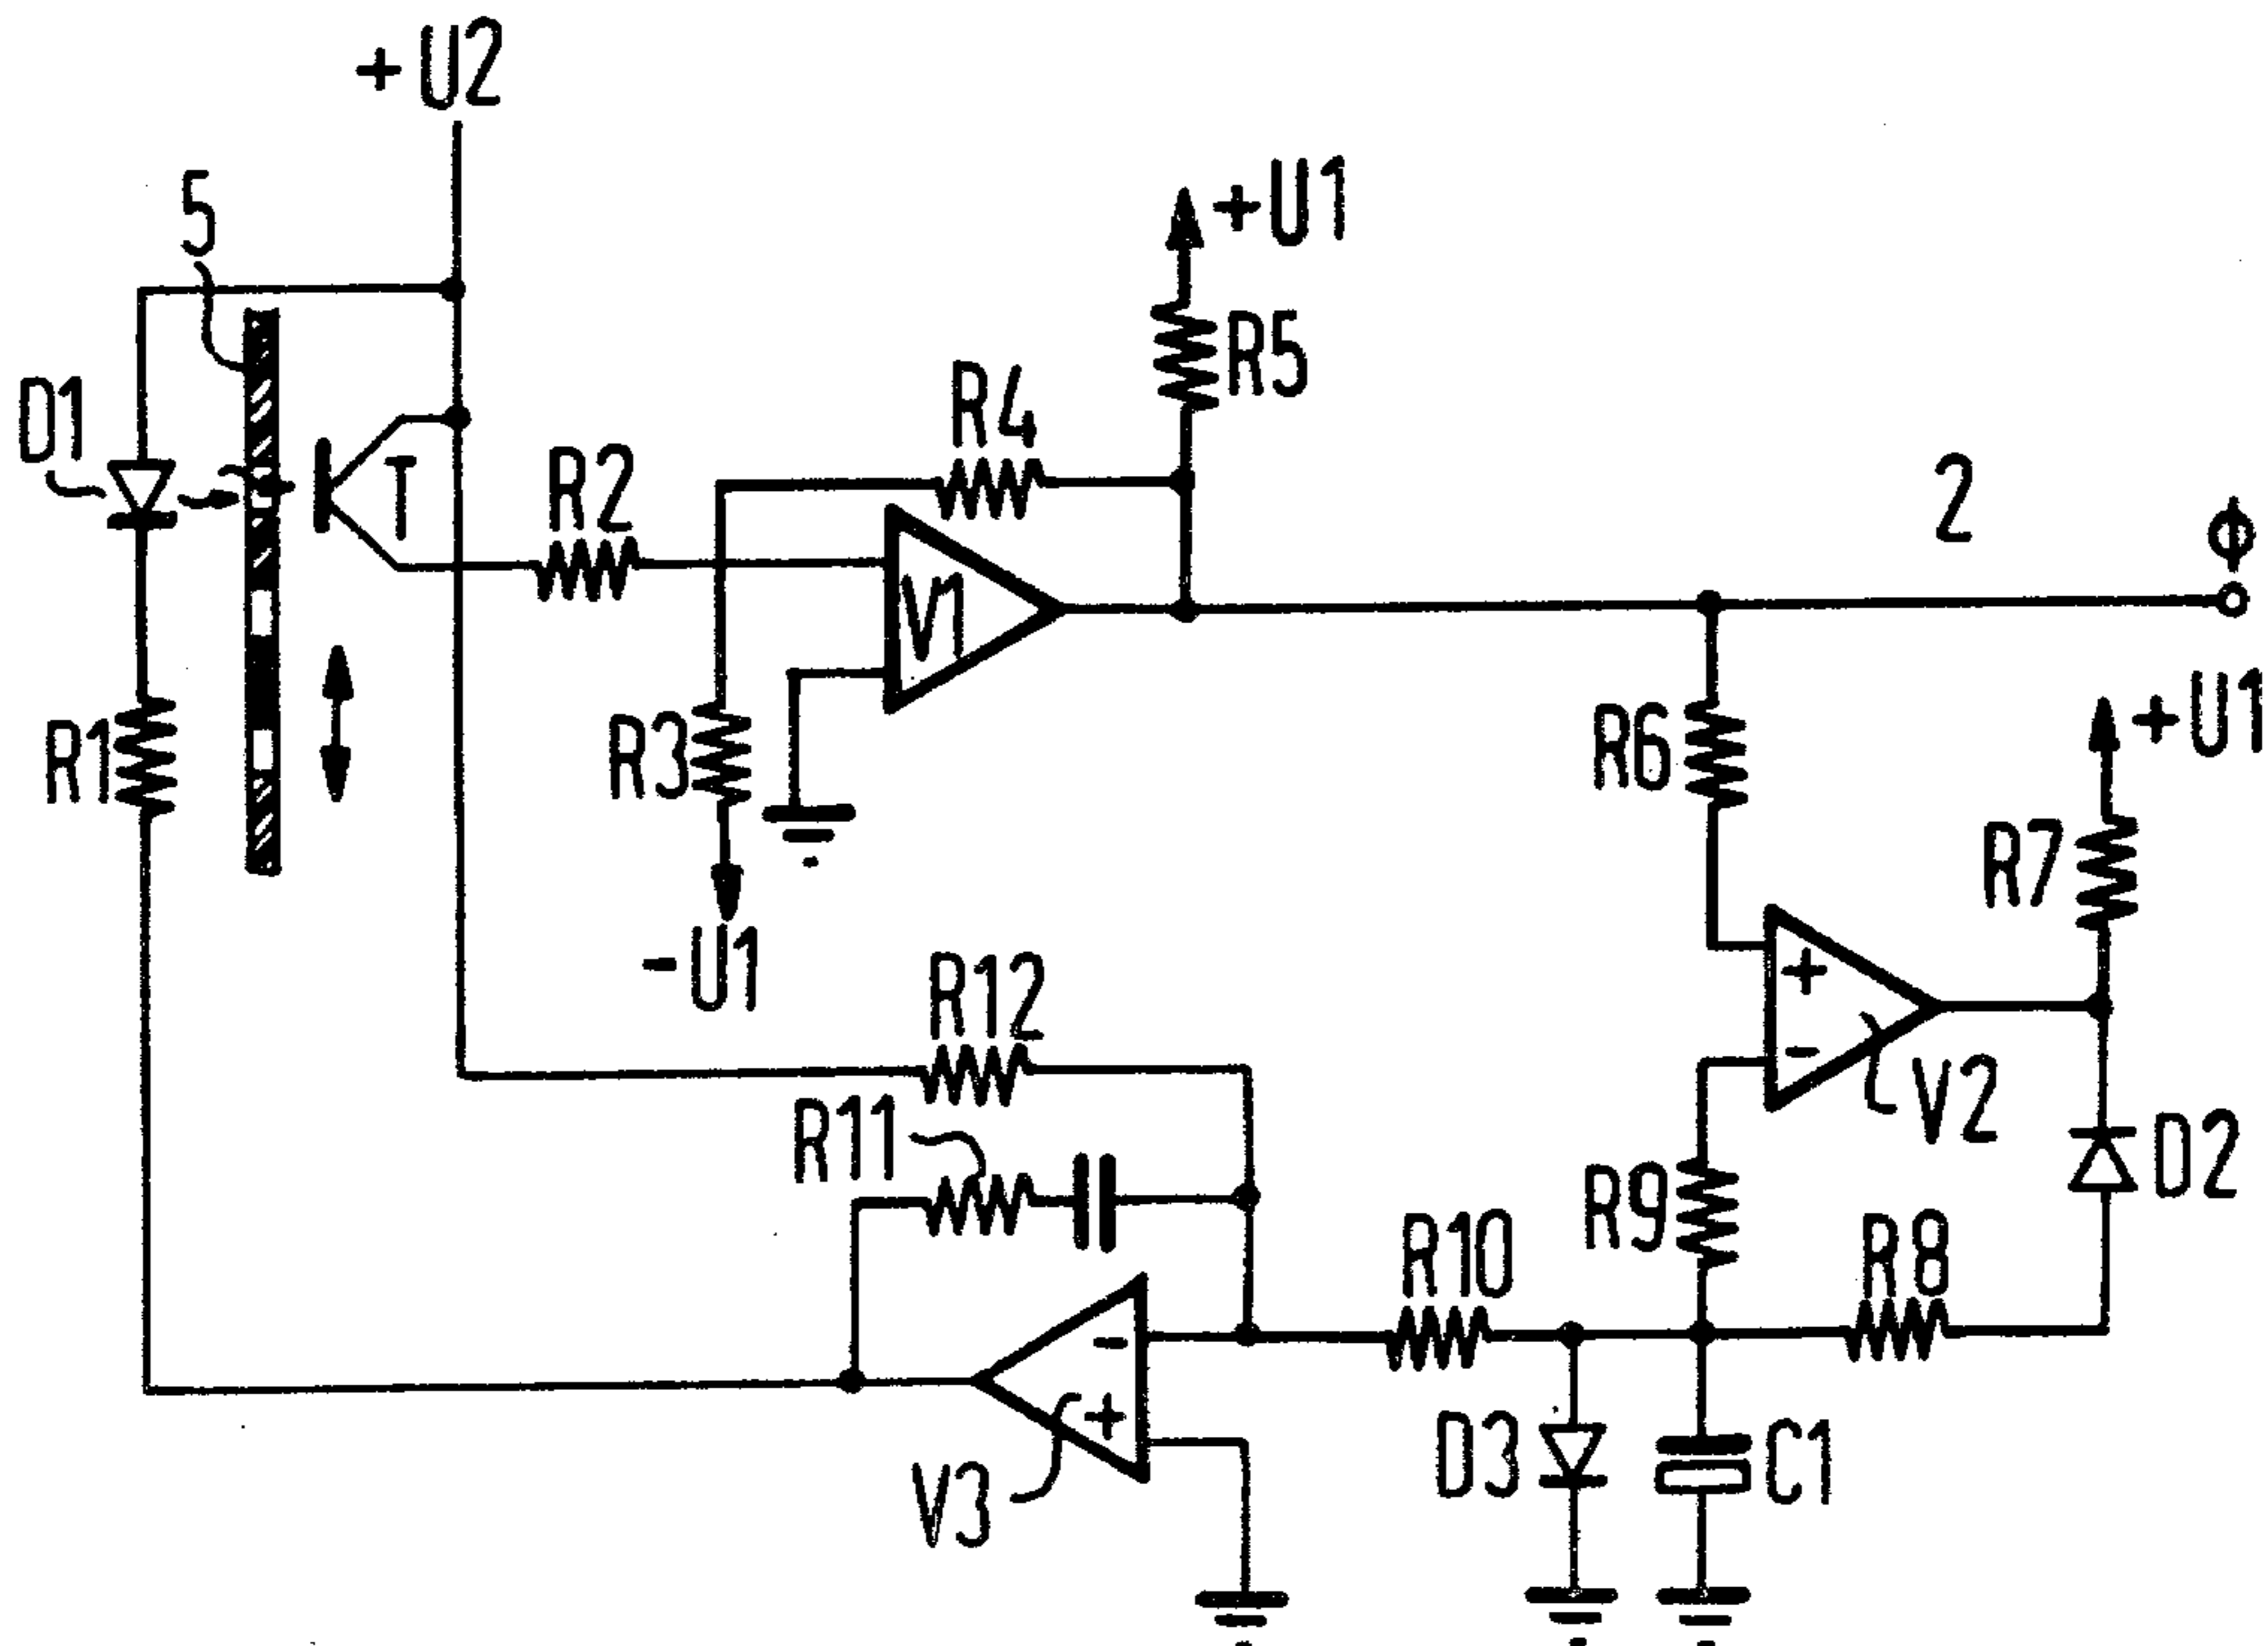 +U2
5
+U1
D1
R4
R5
T
R2
2
ϕ
V1
R1
R3
R6
+U1
R7
-U1
R12
+
-
V2
R11
D2
R9
R10
R8
-
+
D3
C1
V3